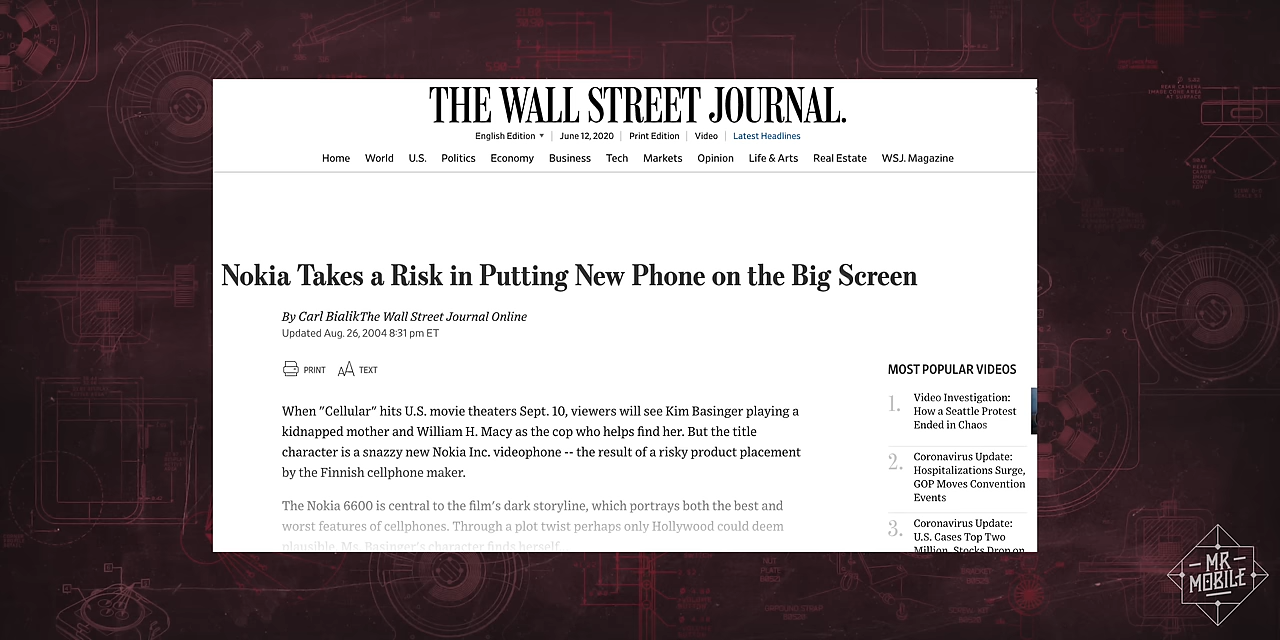 THE WALL STREET JOURNAL.
English Edition ▼ | June 12, 2020 | Print Edition | Video | Latest Headlines
Home World U.S. Politics Economy Business Tech Markets Opinion Life & Arts Real Estate WSJ. Magazine
Nokia Takes a Risk in Putting New Phone on the Big Screen
By Carl BialikThe Wall Street Journal Online
Updated Aug. 26, 2004 8:31 pm ET
PRINT AA TEXT
When "Cellular" hits U.S. movie theaters Sept. 10, viewers will see Kim Basinger playing a
kidnapped mother and William H. Macy as the cop who helps find her. But the title
character is a snazzy new Nokia Inc. videophone -- the result of a risky product placement
by the Finnish cellphone maker.
The Nokia 6600 is central to the film's dark storyline, which portrays both the best and
worst features of cellphones. Through a plot twist perhaps only Hollywood could deem
plausible, Ms. Basinger's character finds herself
MOST POPULAR VIDEOS
1. Video Investigation:
How a Seattle Protest
Ended in Chaos
2. Coronavirus Update:
Hospitalizations Surge,
GOP Moves Convention
Events
3. Coronavirus Update:
U.S. Cases Top Two
Million, Stocks Drop on
MR
MOBILE